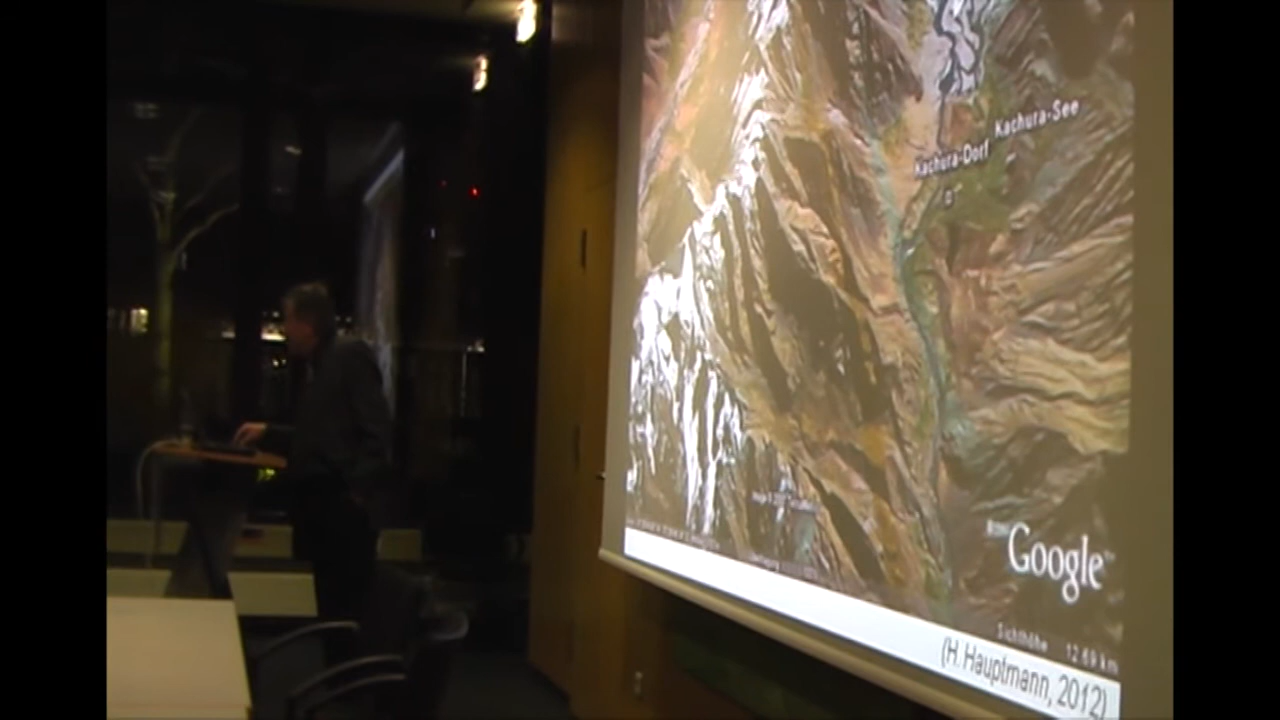 Kachura-See
Kachura-Dorf
Google
Sichthöhe 12.69 km
(H. Hauptmann, 2012)